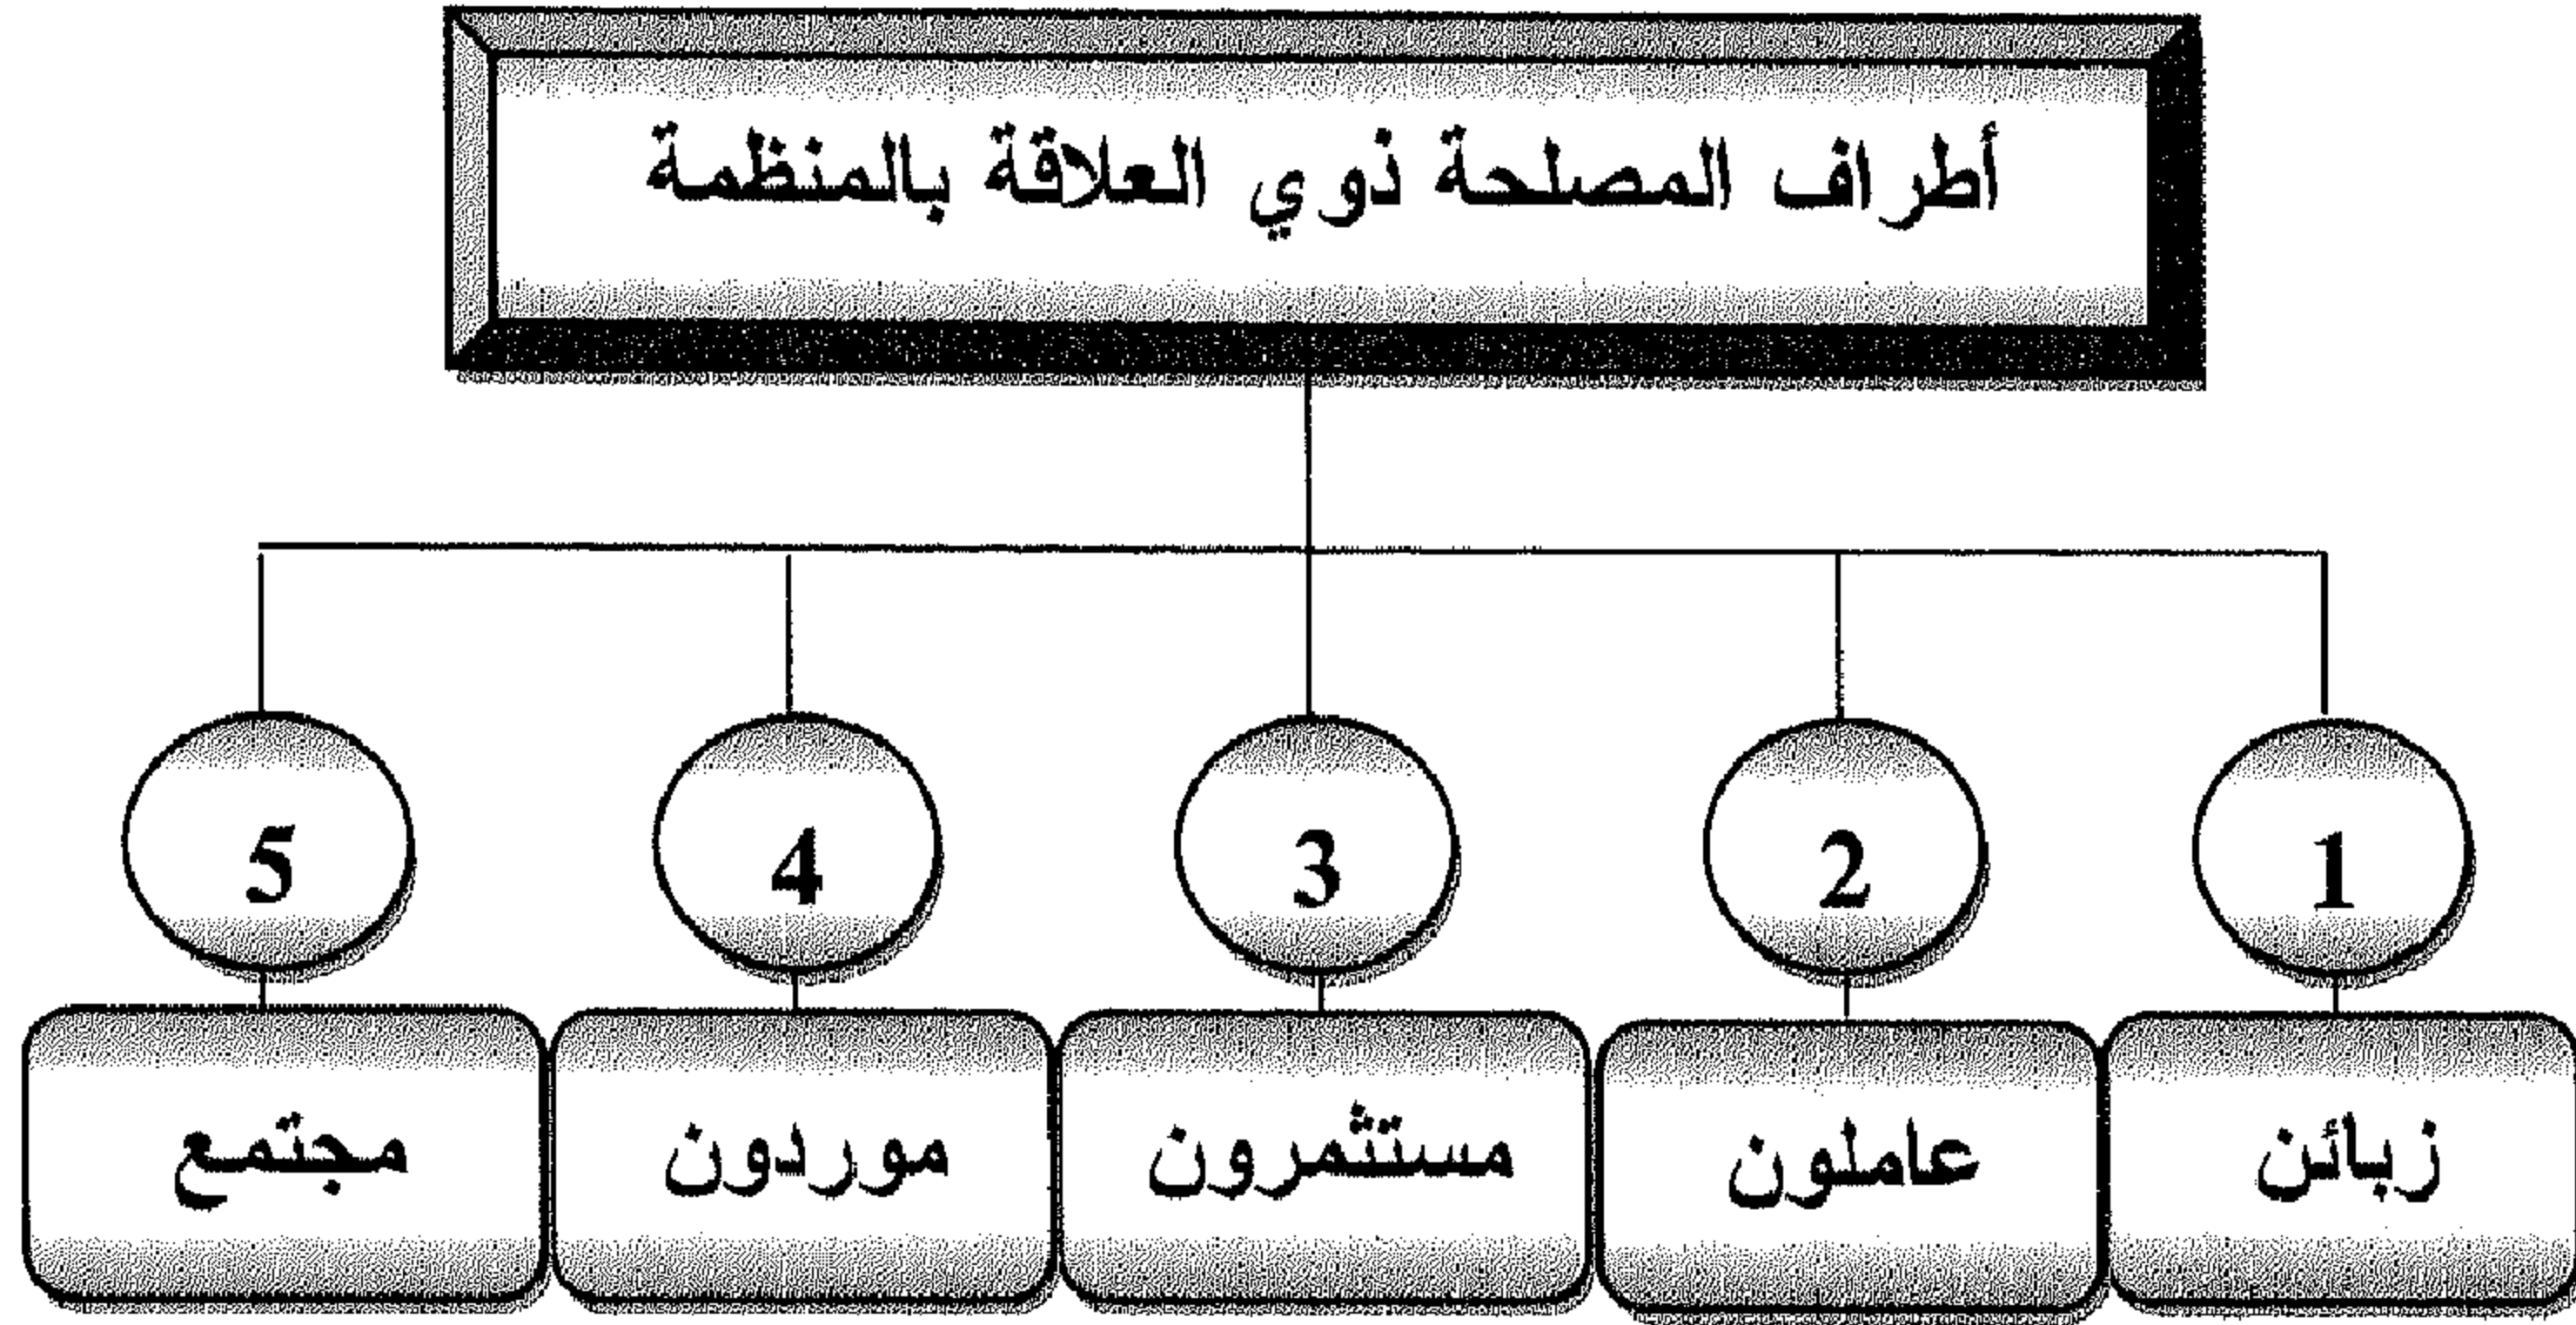 أطراف المصلحة ذوي العلاقة بالمنظمة
1 2 3 4 5
زبائن عاملون مستثمرون موردون مجتمع